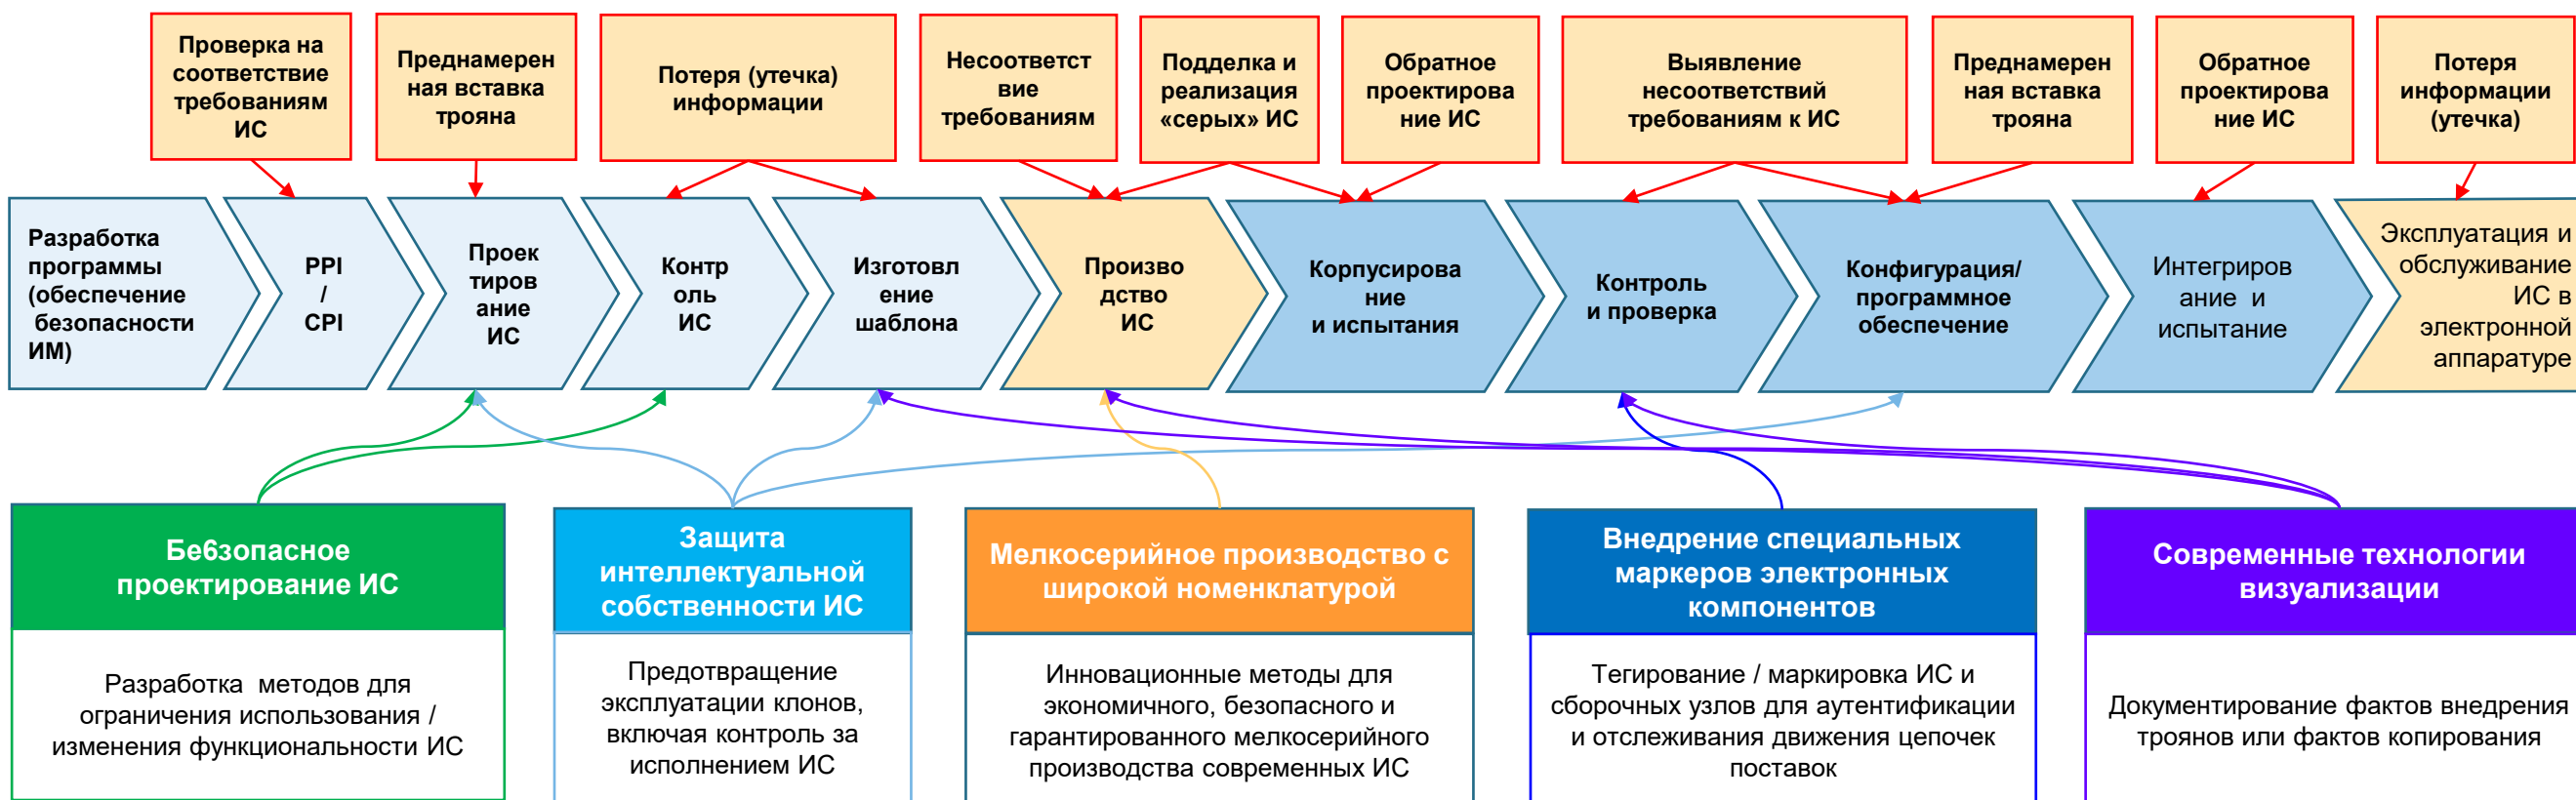 Проверка на
соответствие
требованиям
ИС
Преднамерен
ная вставка
трояна
Потеря (утечка)
информации
Несоответст
вие
требованиям
Подделка и
реализация
«серых» ИС
Обратное
проектирова
ние ИС
Выявление
несоответствий
требованиям к ИС
Преднамерен
ная вставка
трояна
Обратное
проектирова
ние ИС
Потеря
информации
(утечка)
Разработка
программы
(обеспечение
безопасности
ИМ)
PPI
/
CPI
Проек
тиров
ание
ИС
Контр
оль
ИС
Изготовл
ение
шаблона
Произво
дство
ИС
Корпусирова
ние
и испытания
Контроль
и проверка
Конфигурация/
программное
обеспечение
Интегриров
ание и
испытание
Эксплуатация и
обслуживание
ИС в
электронной
аппаратуре
Бе6зопасное
проектирование ИС
Разработка методов для
ограничения использования /
изменения функциональности ИС
Защита
интеллектуальной
собственности ИС
Предотвращение
эксплуатации клонов,
включая контроль за
исполнением ИС
Мелкосерийное производство с
широкой номенклатурой
Инновационные методы для
экономичного, безопасного и
гарантированного мелкосерийного
производства современных ИС
Внедрение специальных
маркеров электронных
компонентов
Тегирование / маркировка ИС и
сборочных узлов для аутентификации
и отслеживания движения цепочек
поставок
Современные технологии
визуализации
Документирование фактов внедрения
троянов или фактов копирования